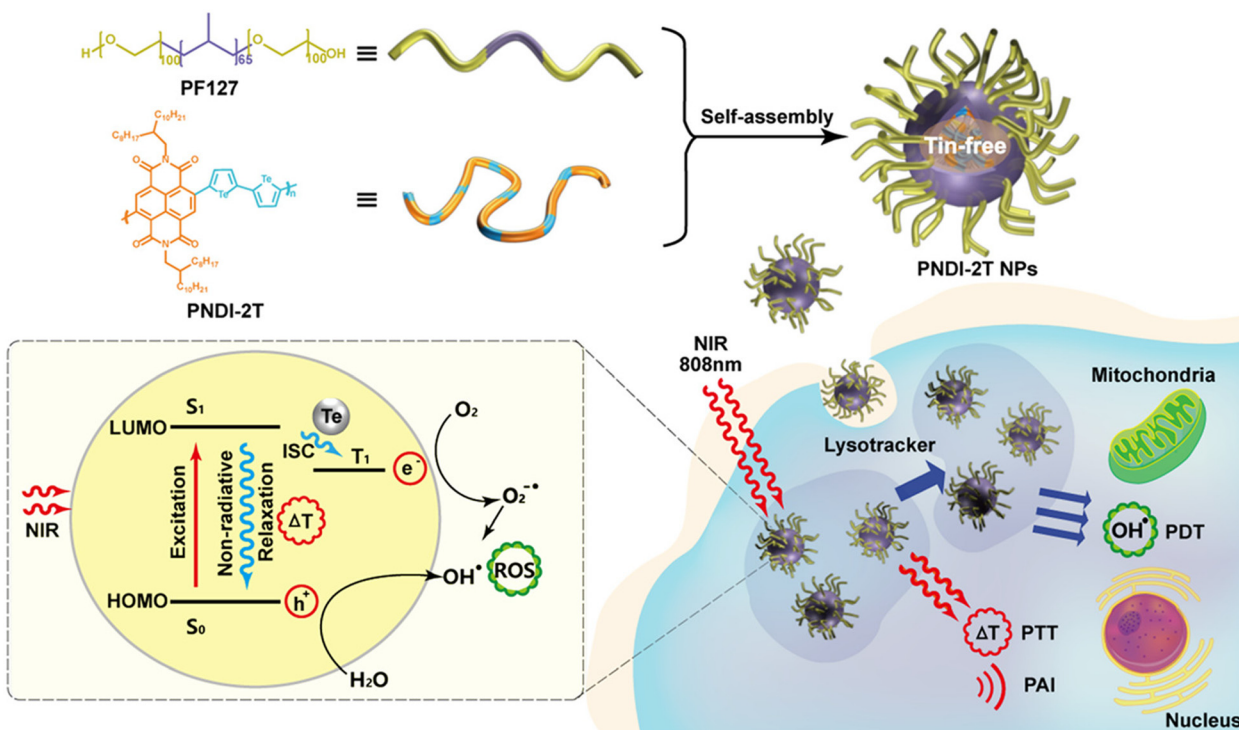 H
O
100
65
O
100
OH
≡
PF127
C₁₀H₂₁
C₈H₁₇
O
N
O
Te
Te
n
O
N
O
C₈H₁₇
C₁₀H₂₁
≡
PNDI-2T
Self-assembly
Tin-free
PNDI-2T NPs
NIR
808nm
Mitochondria
Lysotracker
OH•
PDT
ΔT
PTT
PAI
Nucleus
NIR
S₁
LUMO
Te
ISC
T₁
e⁻
O₂
Excitation
Non-radiative
Relaxation
ΔT
O₂⁻•
OH•
ROS
HOMO
h⁺
S₀
H₂O